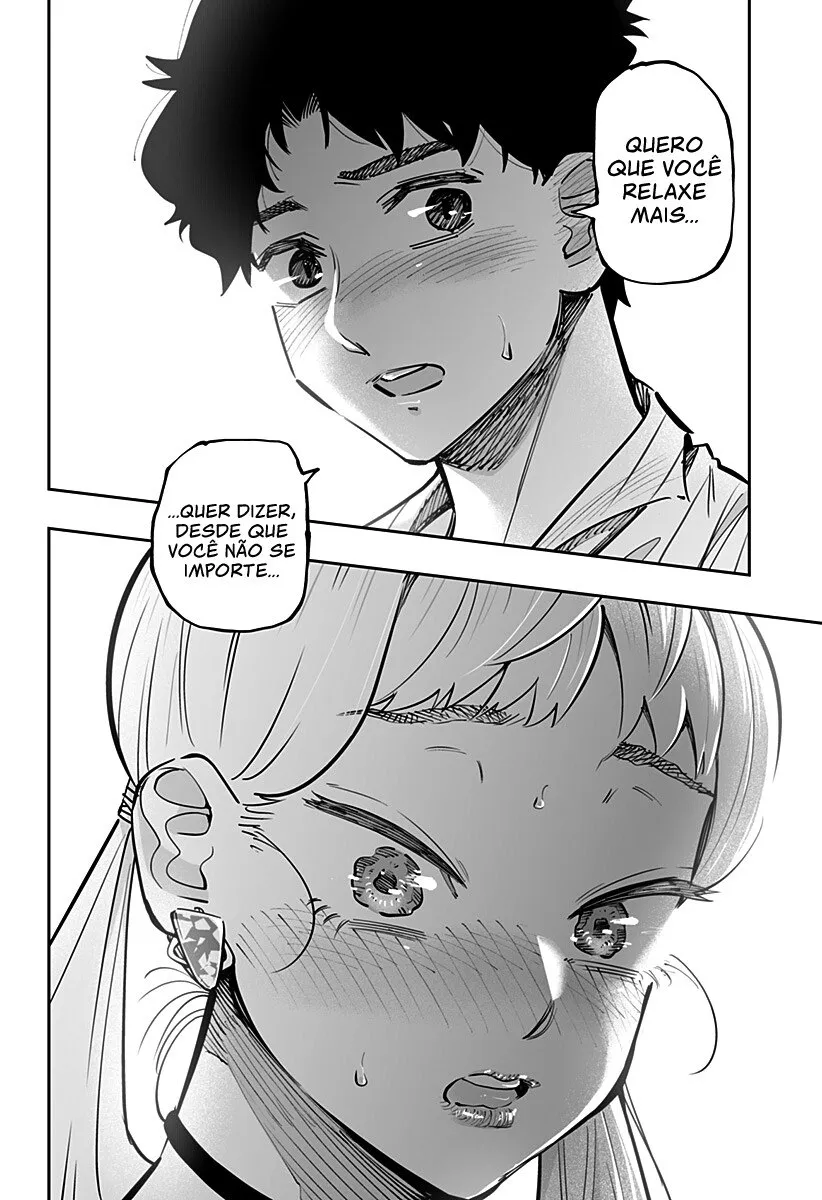 QUERO
QUE VOCÊ
RELAXE
MAIS...
...QUER DIZER,
DESDE QUE
VOCÊ NÃO SE
IMPORTE...